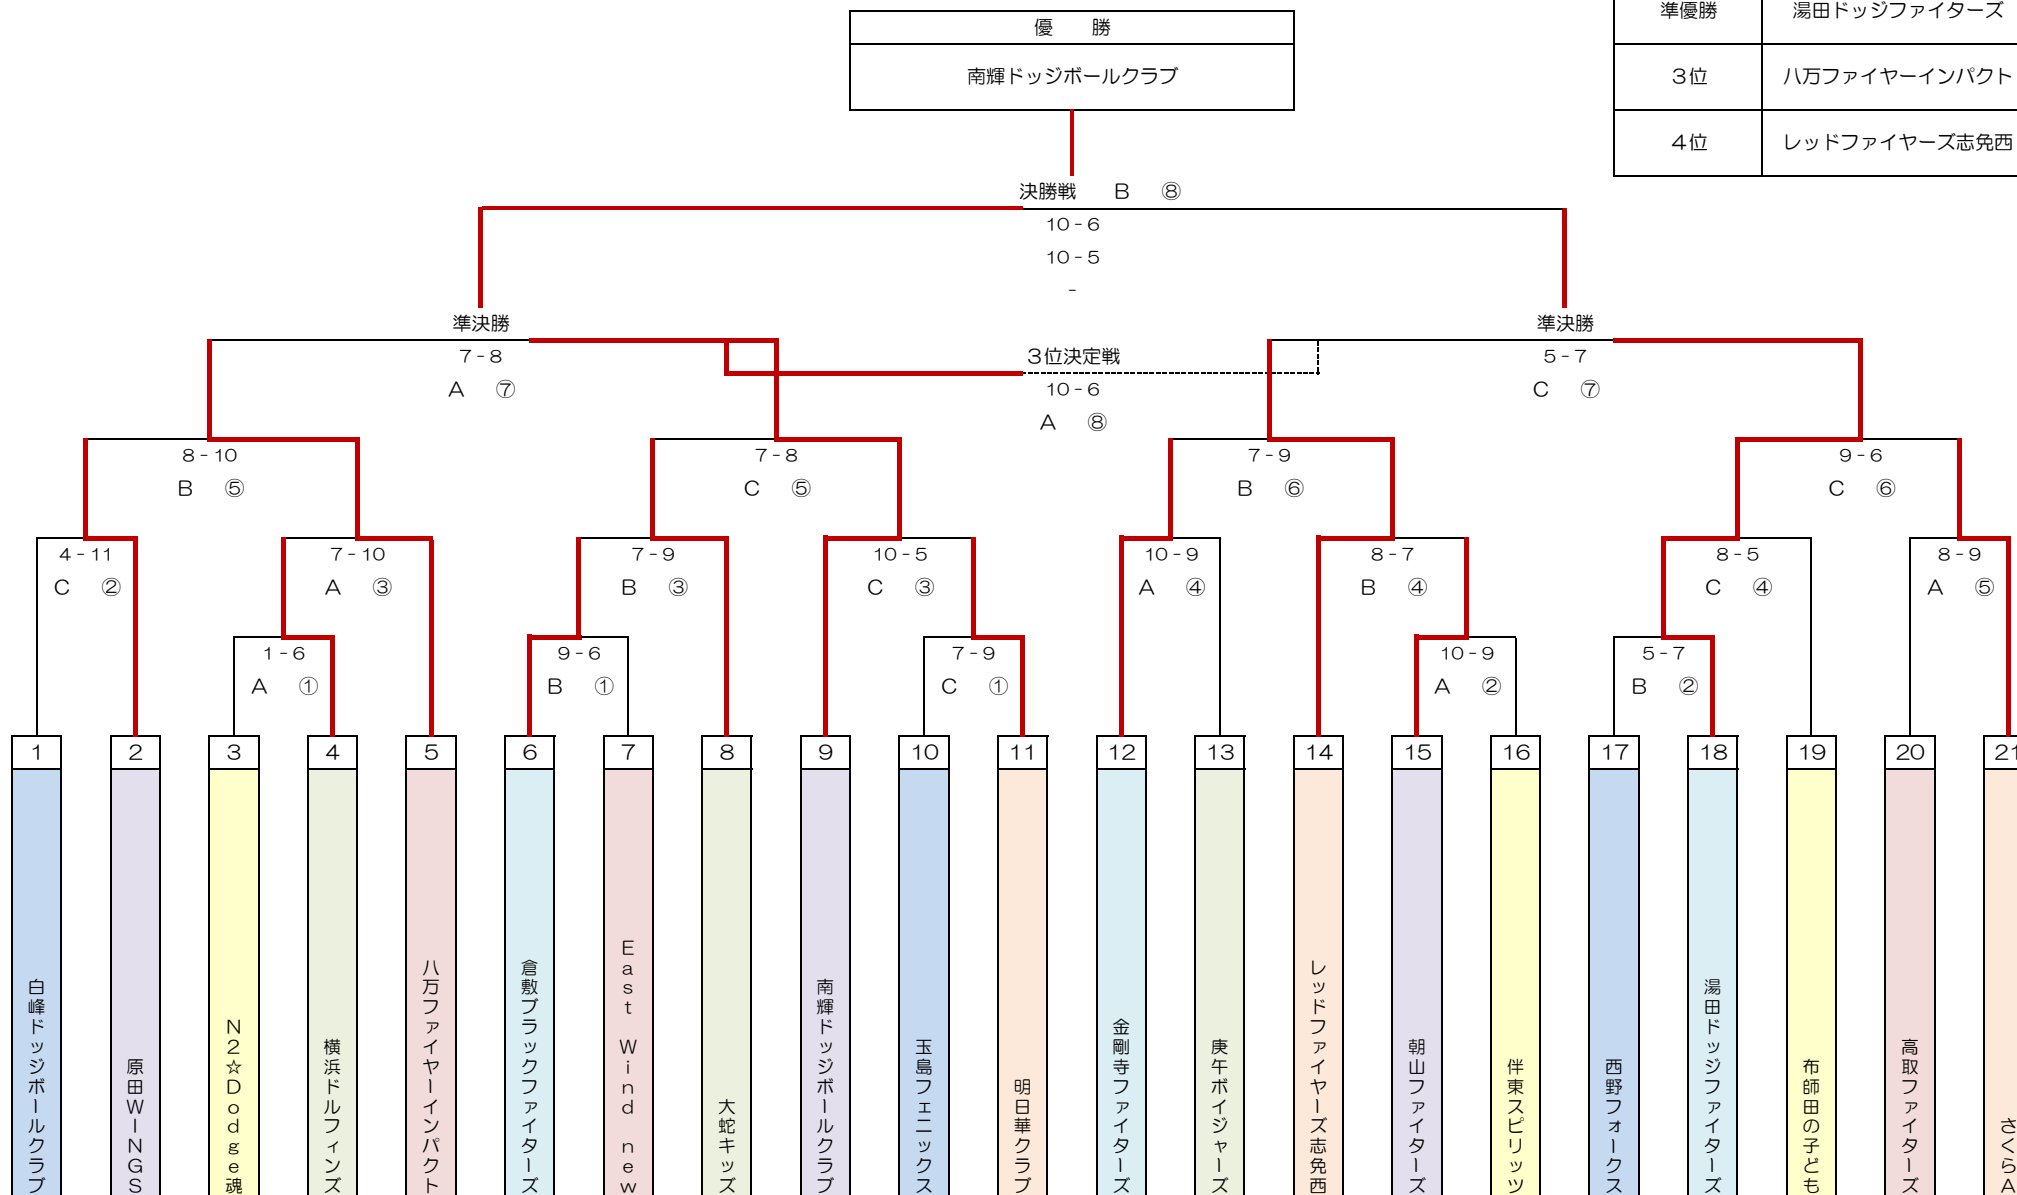 優　　勝
南輝ドッジボールクラブ
準優勝　湯田ドッジファイターズ
３位　八万ファイヤーインパクト
４位　レッドファイヤーズ志免西
決勝戦　　B　　⑧
10 - 6
10 - 5
-
準決勝
7 - 8
A　⑦
３位決定戦
10 - 6
A　⑧
準決勝
5 - 7
C　⑦
8 - 10
B　⑤
7 - 8
C　⑤
7 - 9
B　⑥
9 - 6
C　⑥
4 - 11
C　②
7 - 10
A　③
7 - 9
B　③
10 - 5
C　③
10 - 9
A　④
8 - 7
B　④
8 - 5
C　④
8 - 9
A　⑤
1 - 6
A　①
9 - 6
B　①
7 - 9
C　①
10 - 9
A　②
5 - 7
B　②
1
白峰ドッジボールクラブ
2
原田WINGS
3
N2☆Dodge魂
4
横浜ドルフィンズ
5
八万ファイヤーインパクト
6
倉敷ブラックファイターズ
7
East Wind new
8
大蛇キッズ
9
南輝ドッジボールクラブ
10
玉島フェニックス
11
明日華クラブ
12
金剛寺ファイターズ
13
庚午ボイジャーズ
14
レッドファイヤーズ志免西
15
朝山ファイターズ
16
伴東スピリッツ
17
西野フォークス
18
湯田ドッジファイターズ
19
布師田の子ども
20
高取ファイターズ
21
さくらA